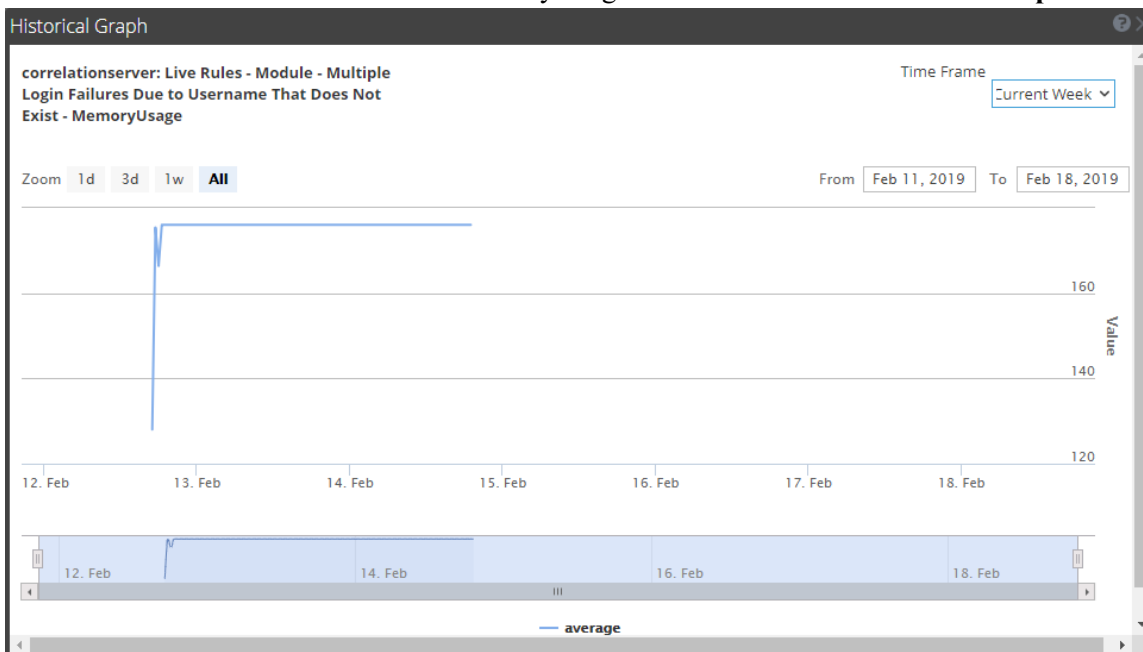 Historical Graph
correlationserver: Live Rules - Module - Multiple
Login Failures Due to Username That Does Not
Exist - MemoryUsage
Time Frame
Current Week
Zoom 1d 3d 1w All
From Feb 11, 2019 To Feb 18, 2019
160
Value
140
120
12. Feb 13. Feb 14. Feb 15. Feb 16. Feb 17. Feb 18. Feb
12. Feb 14. Feb 16. Feb 18. Feb
average